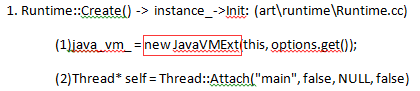 1. Runtime::Create() -> instance_->Init: (art\runtime\Runtime.cc)
(1)java_vm_ = new JavaVMExt(this, options.get());
(2)Thread* self = Thread::Attach("main", false, NULL, false)